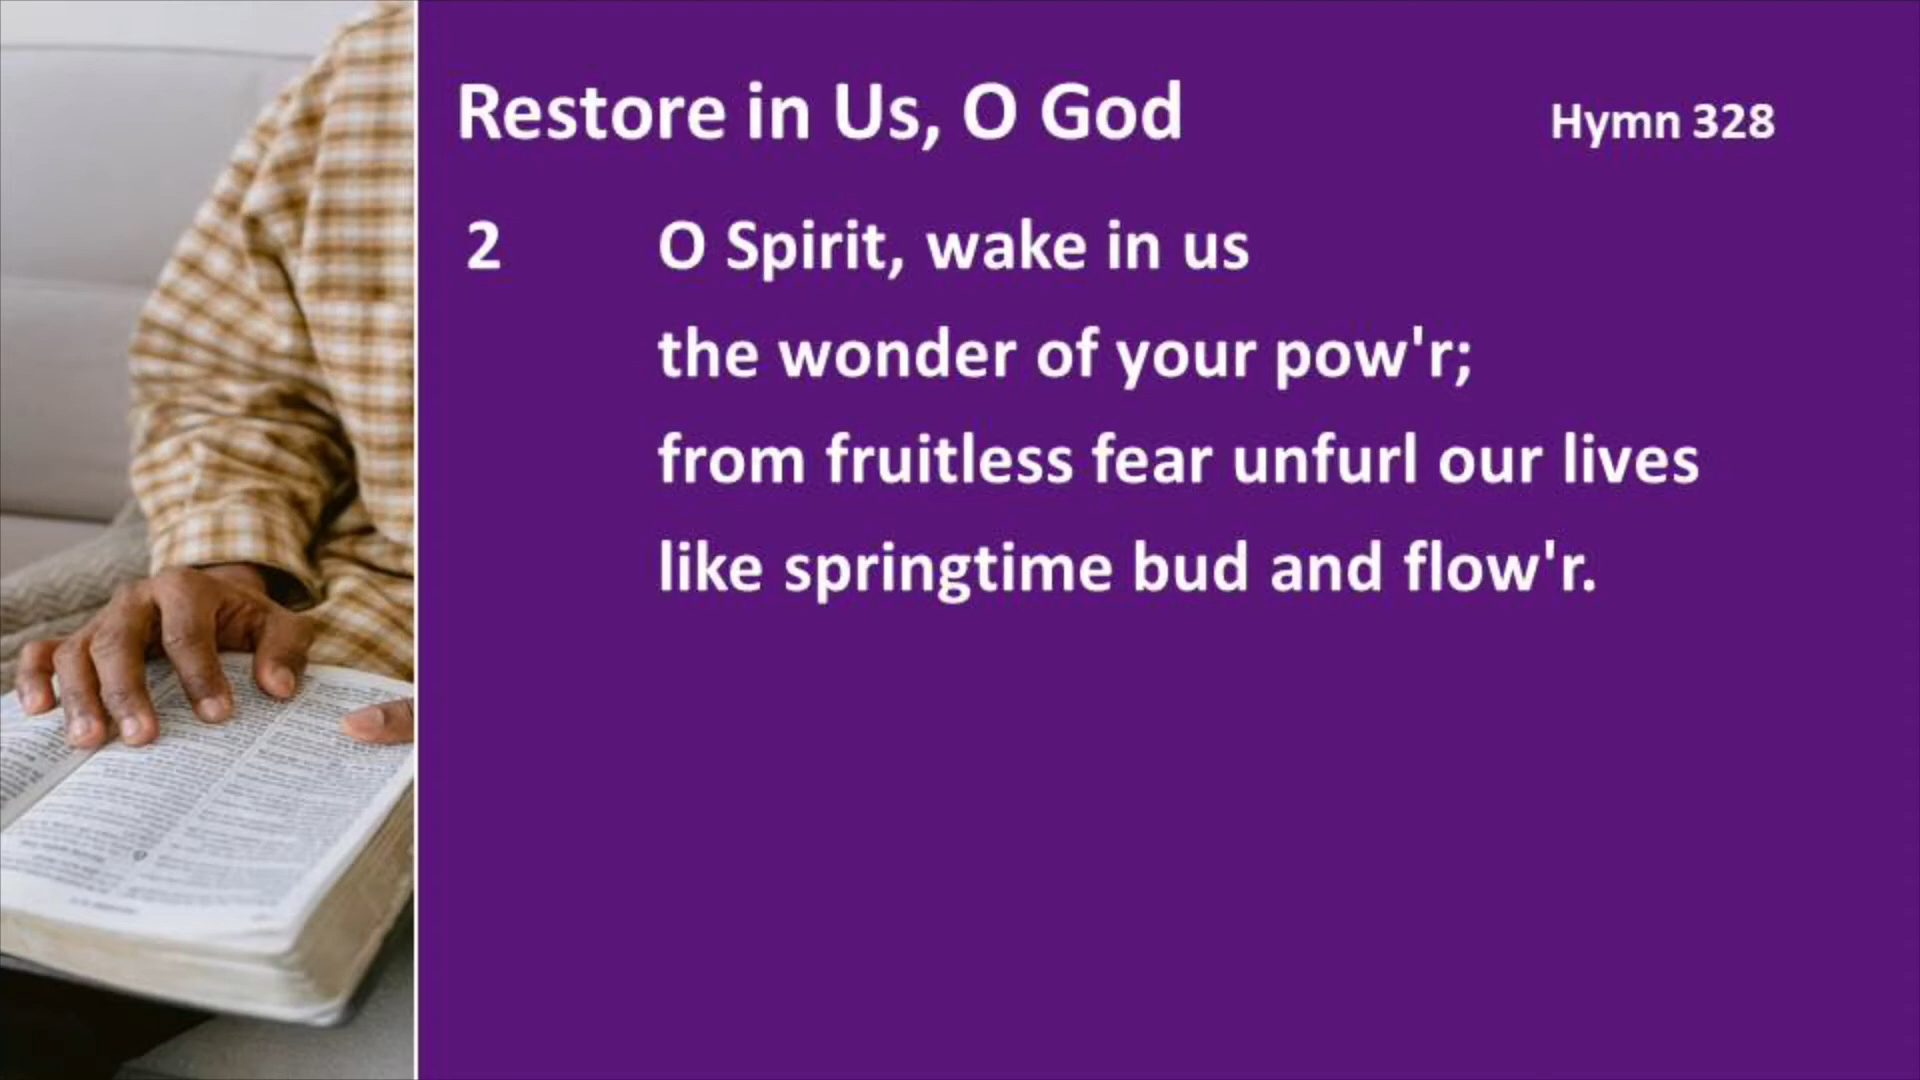 Restore in Us, O God
Hymn 328
2 O Spirit, wake in us
the wonder of your pow'r;
from fruitless fear unfurl our lives
like springtime bud and flow'r.